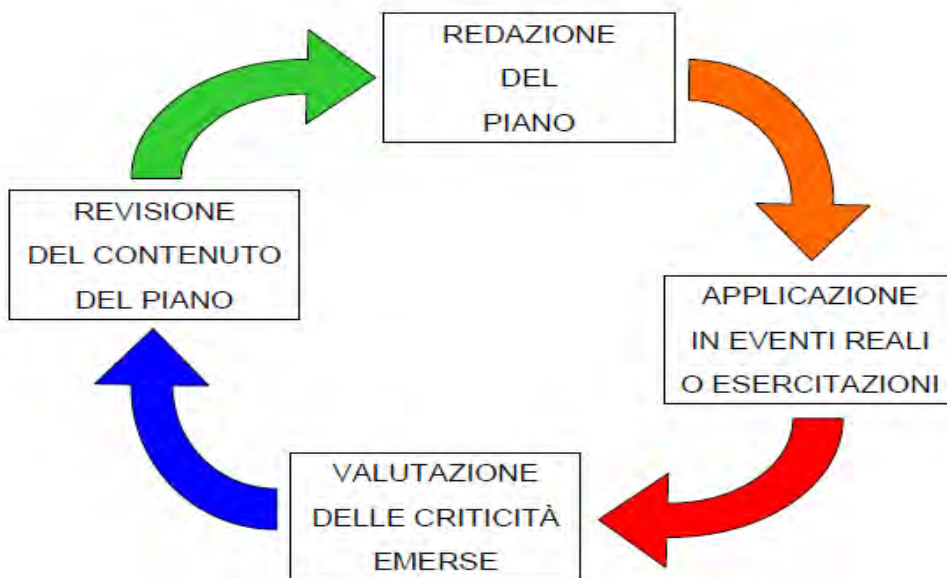 REDAZIONE
DEL
PIANO
APPLICAZIONE
IN EVENTI REALI
O ESERCITAZIONI
VALUTAZIONE
DELLE CRITICITÀ
EMERSE
REVISIONE
DEL CONTENUTO
DEL PIANO